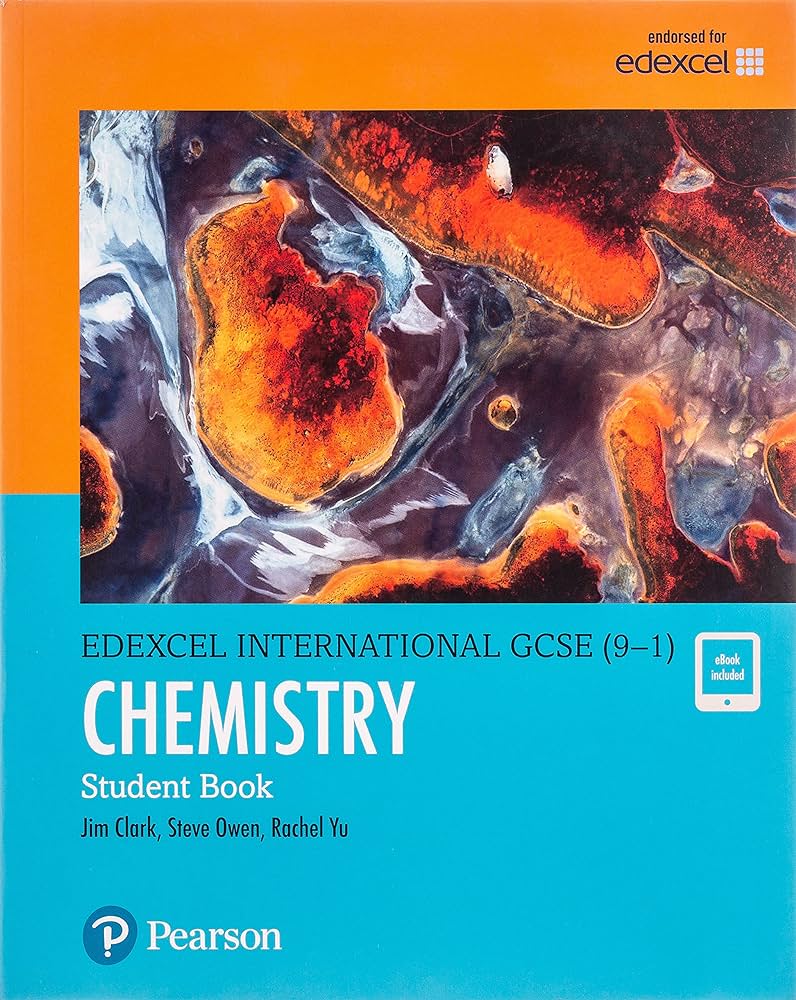 endorsed for
edexcel
EDEXCEL INTERNATIONAL GCSE (9–1)
eBook
included
CHEMISTRY
Student Book
Jim Clark, Steve Owen, Rachel Yu
Pearson